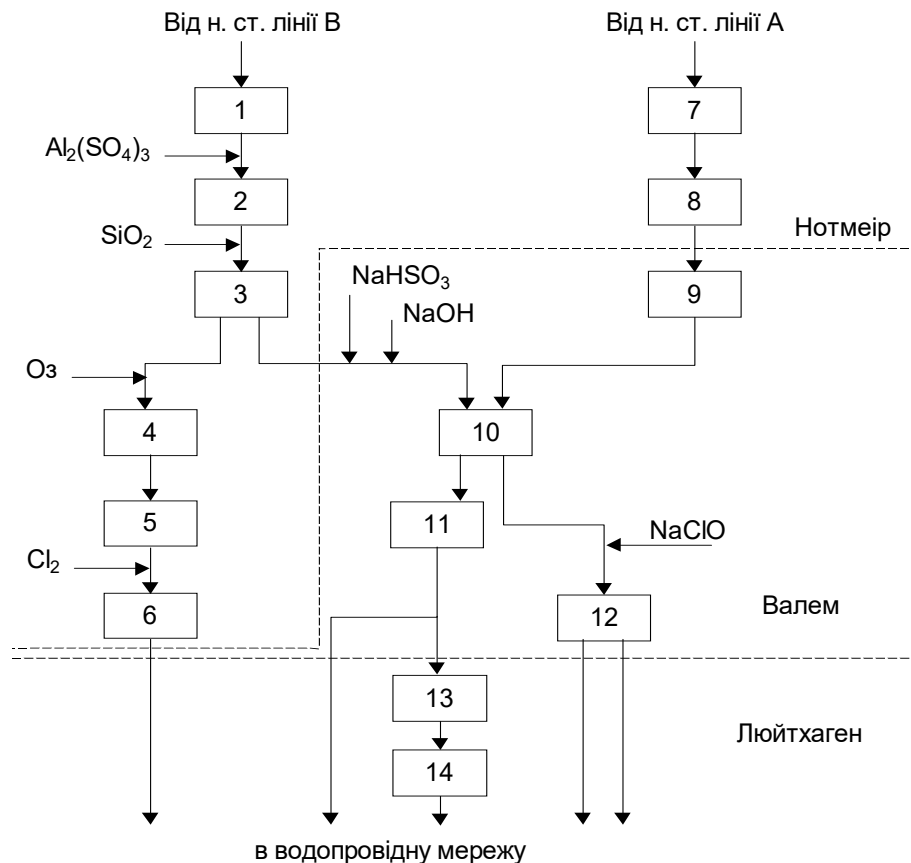 Від н. ст. лінії В
Від н. ст. лінії А
1
7
Al₂(SO₄)₃
2
8
SiO₂
Нотмеір
3
NaHSO₃
9
NaOH
Оз
4
10
5
11
NaClO
Cl₂
6
12
Валем
13
Люйтхаген
14
в водопровідну мережу